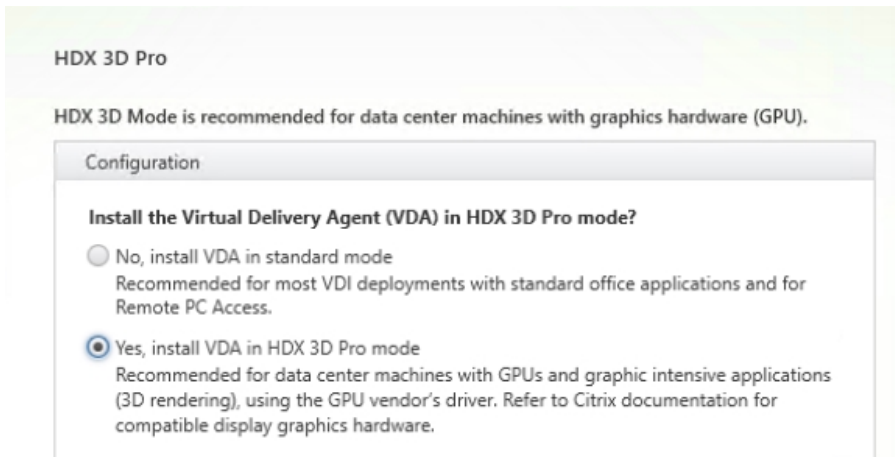 HDX 3D Pro
HDX 3D Mode is recommended for data center machines with graphics hardware (GPU).
Configuration
Install the Virtual Delivery Agent (VDA) in HDX 3D Pro mode?
No, install VDA in standard mode
Recommended for most VDI deployments with standard office applications and for
Remote PC Access.
Yes, install VDA in HDX 3D Pro mode
Recommended for data center machines with GPUs and graphic intensive applications
(3D rendering), using the GPU vendor's driver. Refer to Citrix documentation for
compatible display graphics hardware.